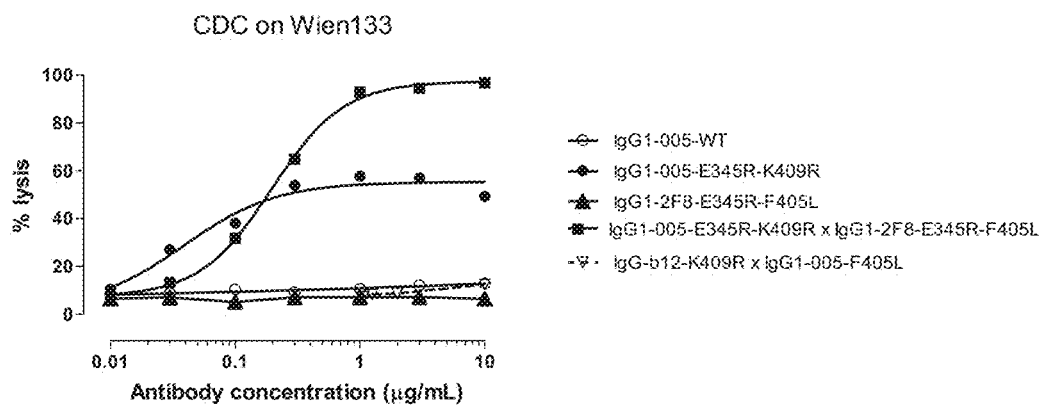 CDC on Wien133
% lysis
100
80
60
40
20
0
0.01 0.1 1 10
Antibody concentration (µg/mL)
IgG1-005-WT
IgG1-005-E345R-K409R
IgG1-2F8-E345R-F405L
IgG1-005-E345R-K409R x IgG1-2F8-E345R-F405L
IgG-b12-K409R x IgG1-005-F405L